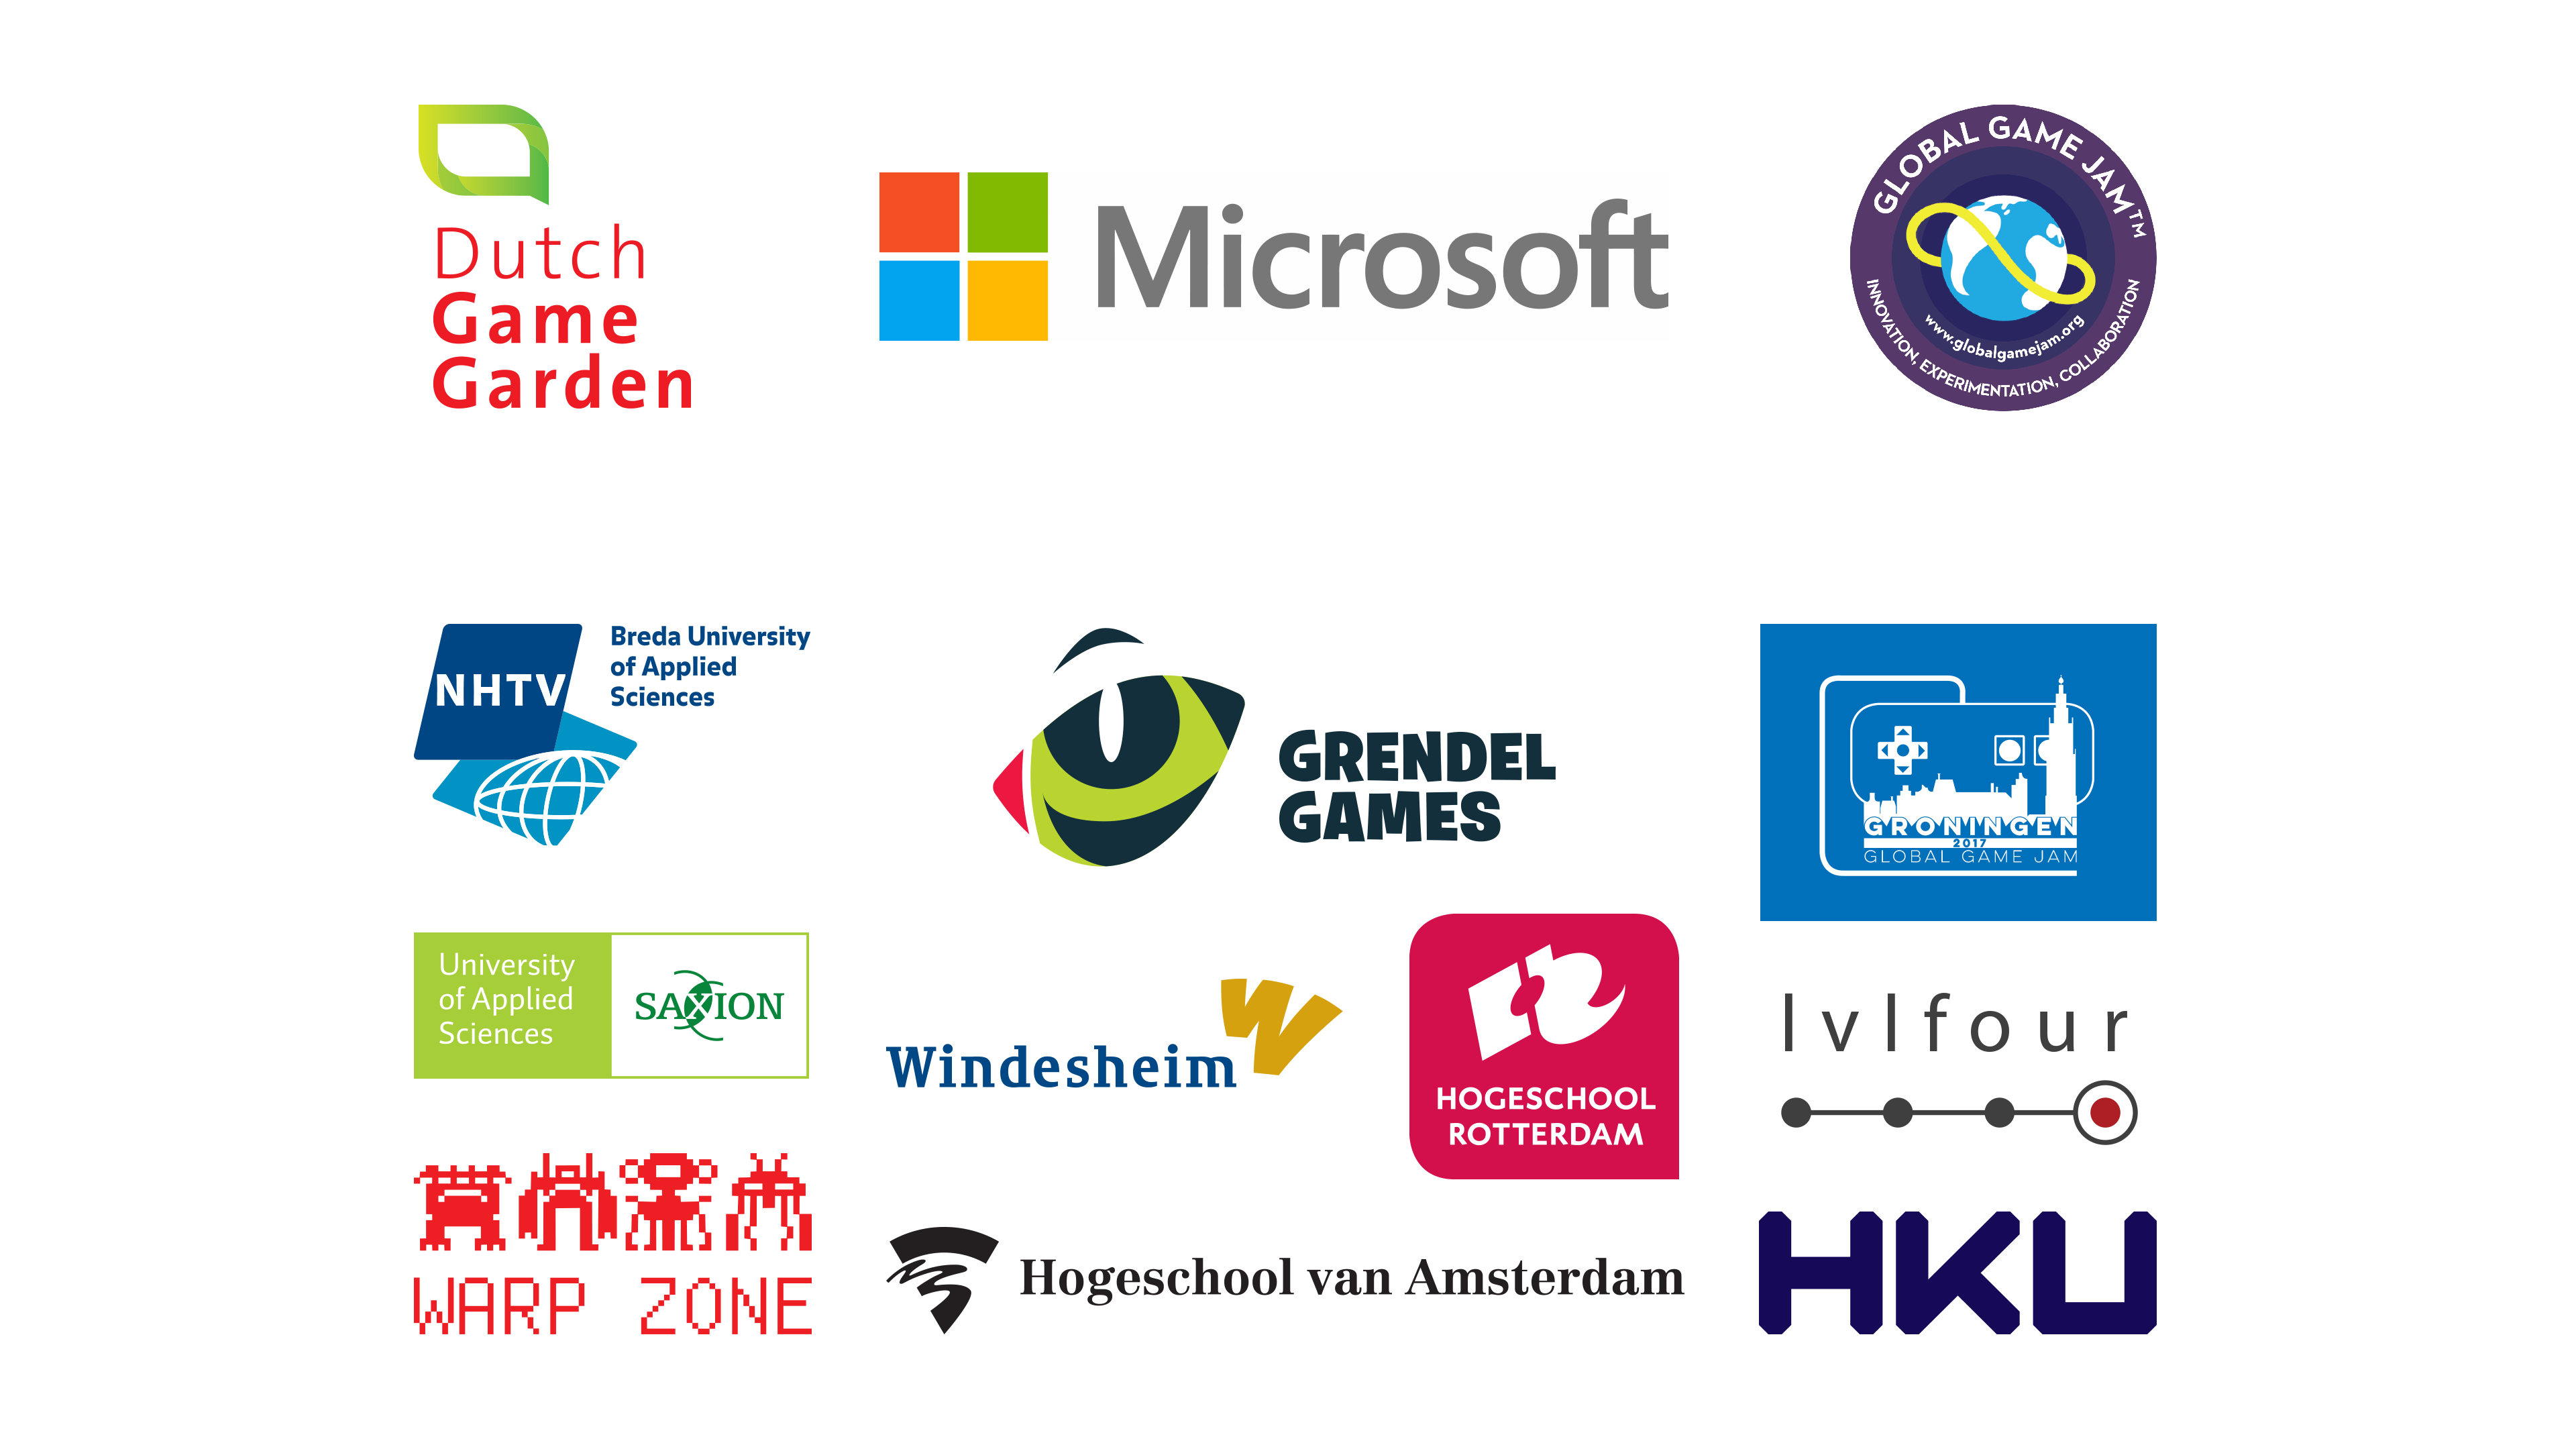 Dutch
Game
Garden
Microsoft
GLOBAL GAME JAM™
www.globalgamejam.org
INNOVATION, EXPERIMENTATION, COLLABORATION
NHTV
Breda University
of Applied
Sciences
GRENDEL
GAMES
GRONINGEN
2017
GLOBAL GAME JAM
University
of Applied
Sciences
SAXION
Windesheim
HOGESCHOOL
ROTTERDAM
lvlfour
WARP ZONE
Hogeschool van Amsterdam
HKU